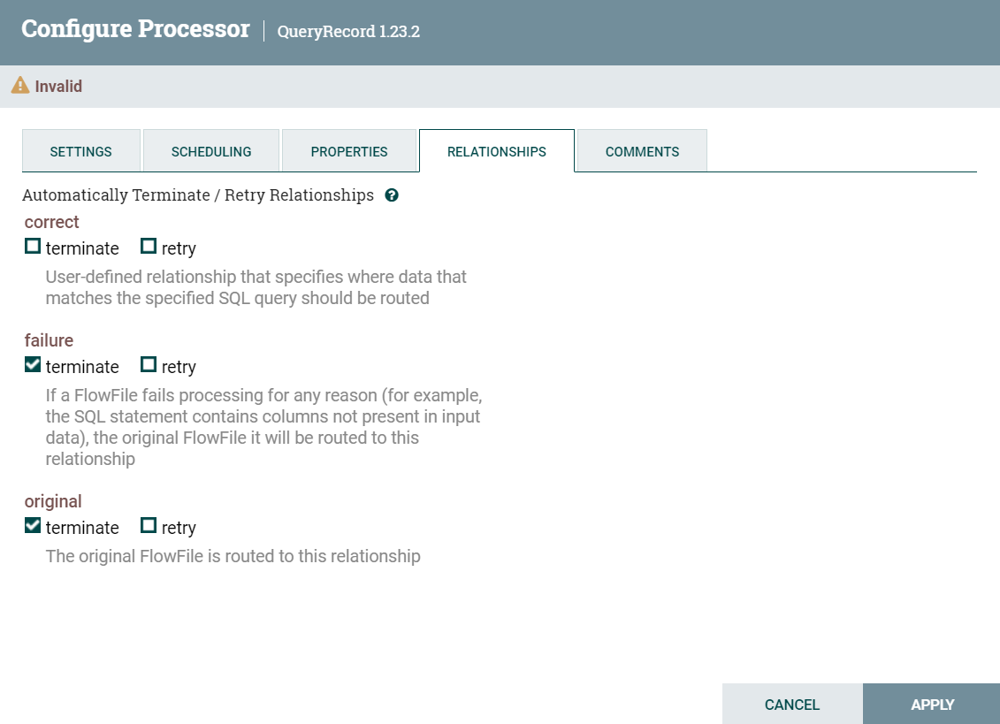 Configure Processor | QueryRecord 1.23.2
Invalid
SETTINGS SCHEDULING PROPERTIES RELATIONSHIPS COMMENTS
Automatically Terminate / Retry Relationships ?
correct
terminate retry
User-defined relationship that specifies where data that
matches the specified SQL query should be routed
failure
terminate retry
If a FlowFile fails processing for any reason (for example,
the SQL statement contains columns not present in input
data), the original FlowFile it will be routed to this
relationship
original
terminate retry
The original FlowFile is routed to this relationship
CANCEL APPLY